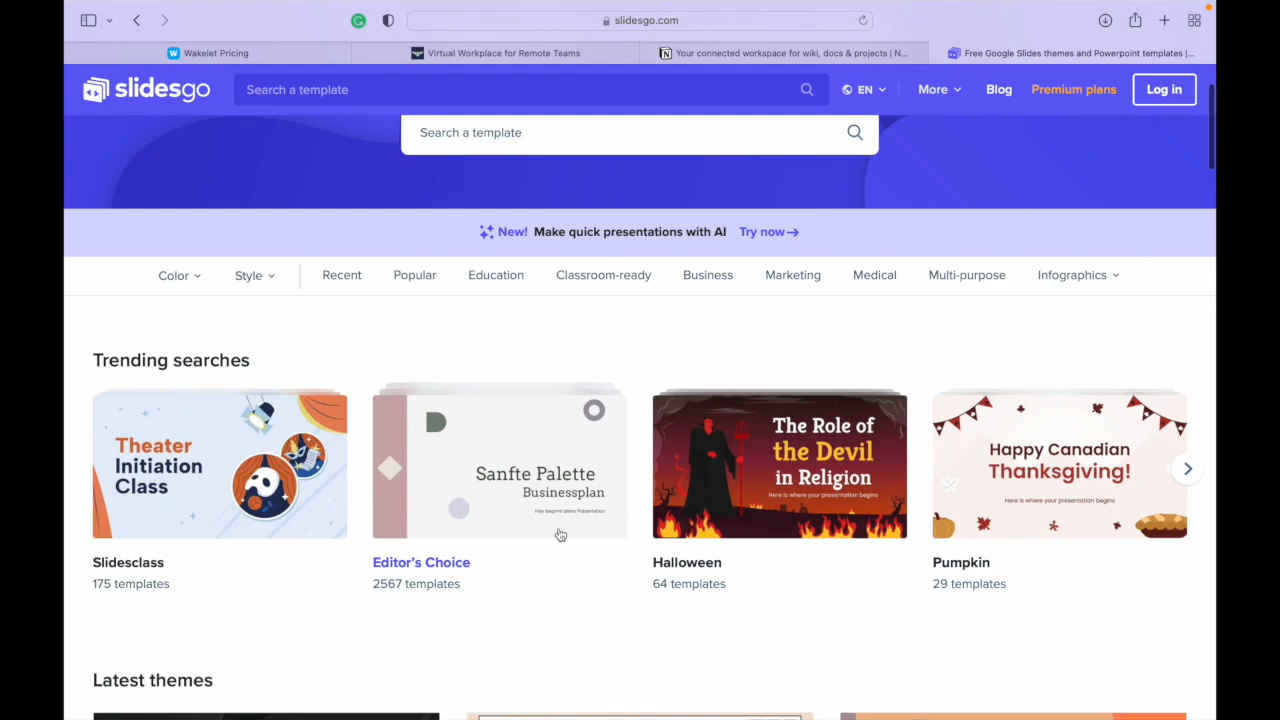 slidesgo.com
Wakelet Pricing
Virtual Workplace for Remote Teams
Your connected workspace for wiki, docs & projects | N...
Free Google Slides themes and Powerpoint templates |...
slidesgo
Search a template
EN
More
Blog
Premium plans
Log in
Search a template
New! Make quick presentations with AI Try now
Color
Style
Recent
Popular
Education
Classroom-ready
Business
Marketing
Medical
Multi-purpose
Infographics
Trending searches
Theater
Initiation
Class
Sanfte Palette
Businessplan
Hier beginnt deine Präsentation
The Role of
the Devil
in Religion
Here is where your presentation begins
Happy Canadian
Thanksgiving!
Here is where your presentation begins
Slidesclass
175 templates
Editor's Choice
2567 templates
Halloween
64 templates
Pumpkin
29 templates
Latest themes